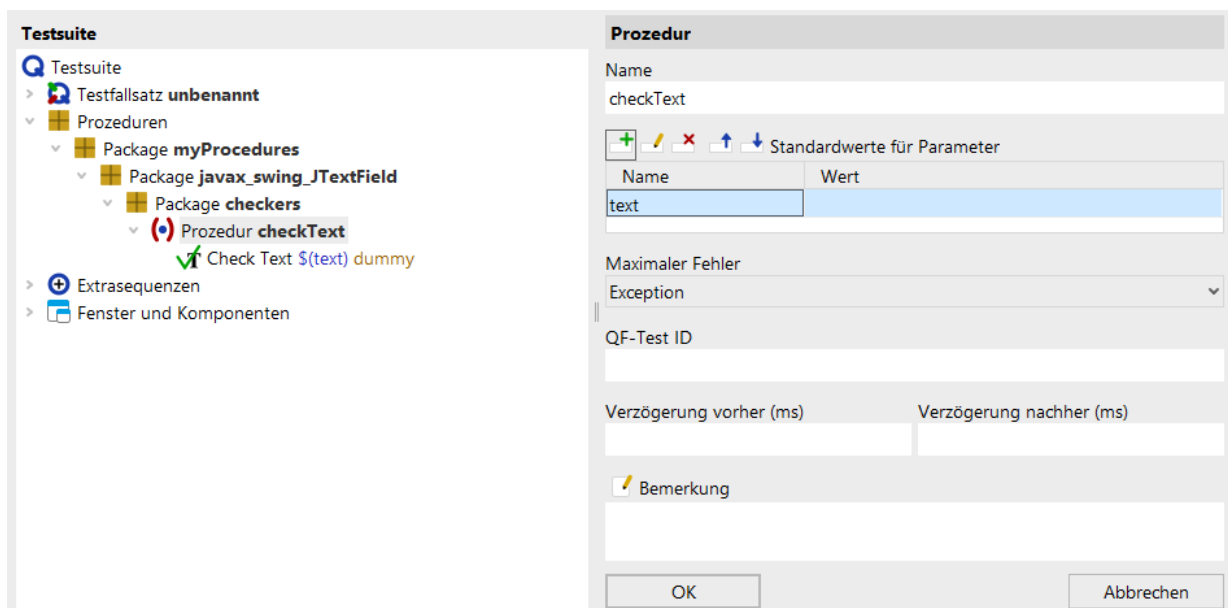 Testsuite
Testsuite
Testfallsatz unbenannt
Prozeduren
Package myProcedures
Package javax_swing_JTextField
Package checkers
Prozedur checkText
Check Text $(text) dummy
Extrasequenzen
Fenster und Komponenten
Prozedur
Name
checkText
Standardwerte für Parameter
Name Wert
text
Maximaler Fehler
Exception
QF-Test ID
Verzögerung vorher (ms) Verzögerung nachher (ms)
Bemerkung
OK Abbrechen